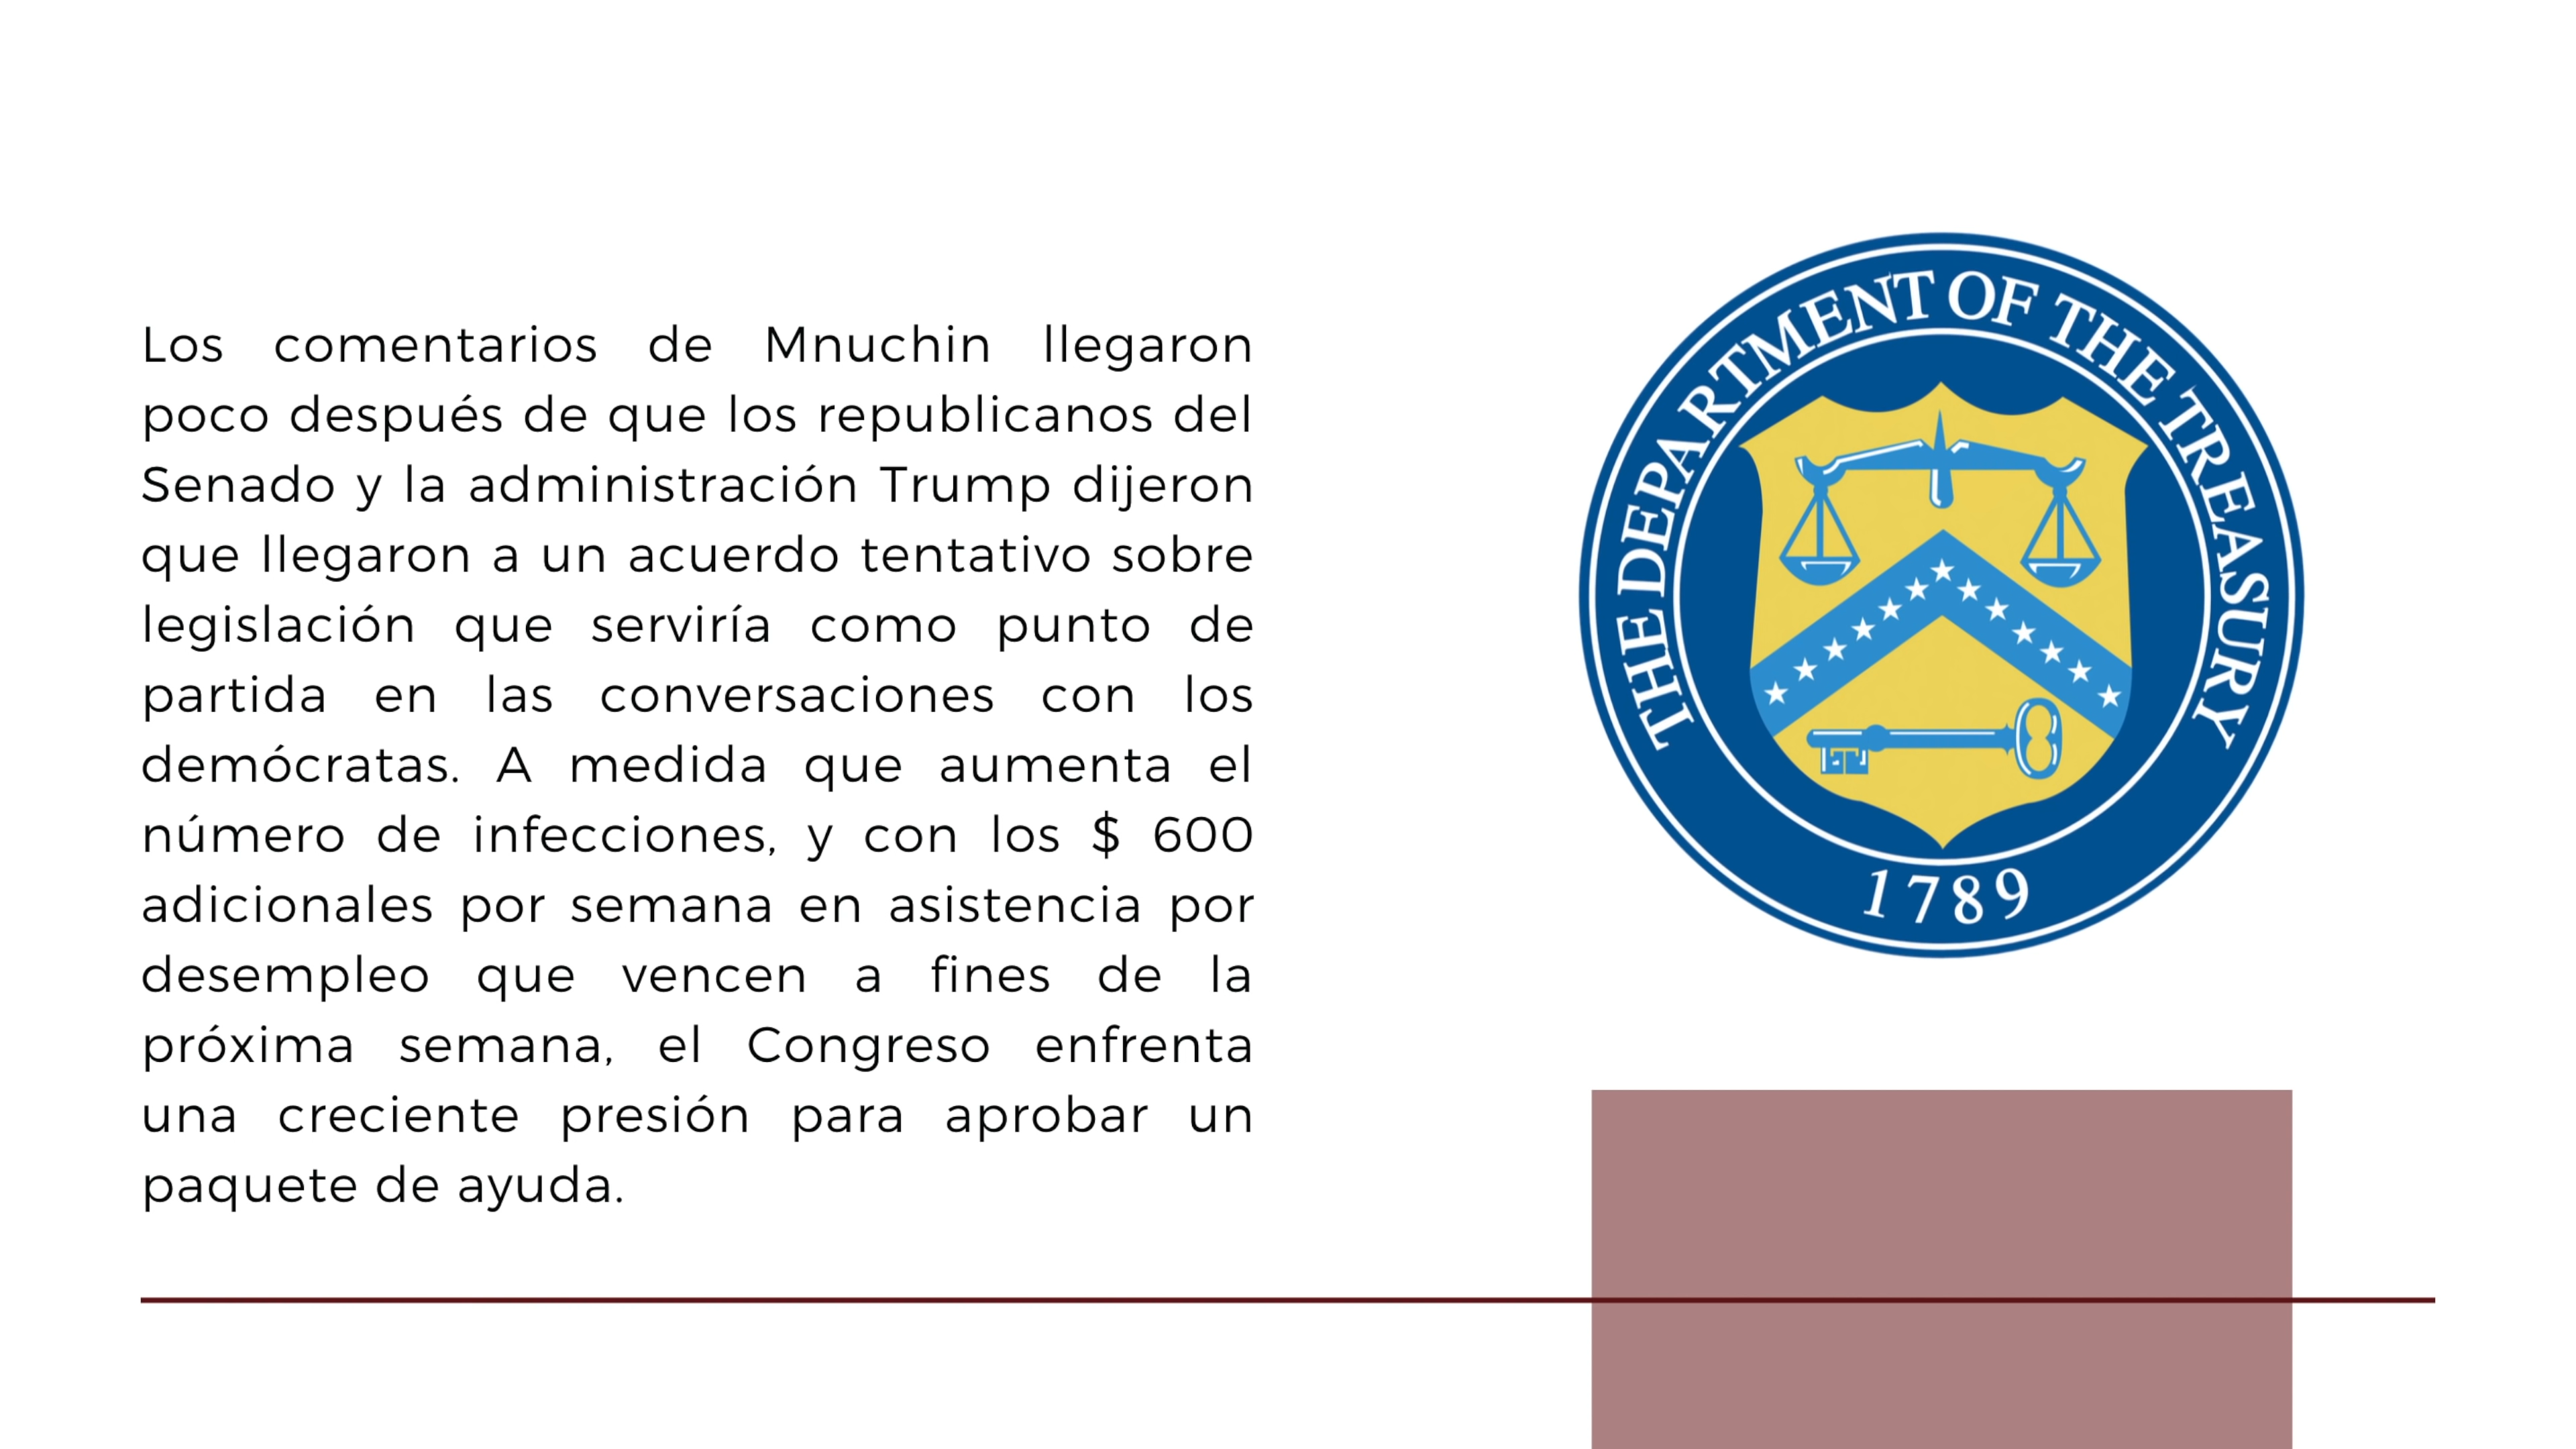 Los comentarios de Mnuchin llegaron
poco después de que los republicanos del
Senado y la administración Trump dijeron
que llegaron a un acuerdo tentativo sobre
legislación que serviría como punto de
partida en las conversaciones con los
demócratas. A medida que aumenta el
número de infecciones, y con los $ 600
adicionales por semana en asistencia por
desempleo que vencen a fines de la
próxima semana, el Congreso enfrenta
una creciente presión para aprobar un
paquete de ayuda.
THE DEPARTMENT OF THE TREASURY
1789